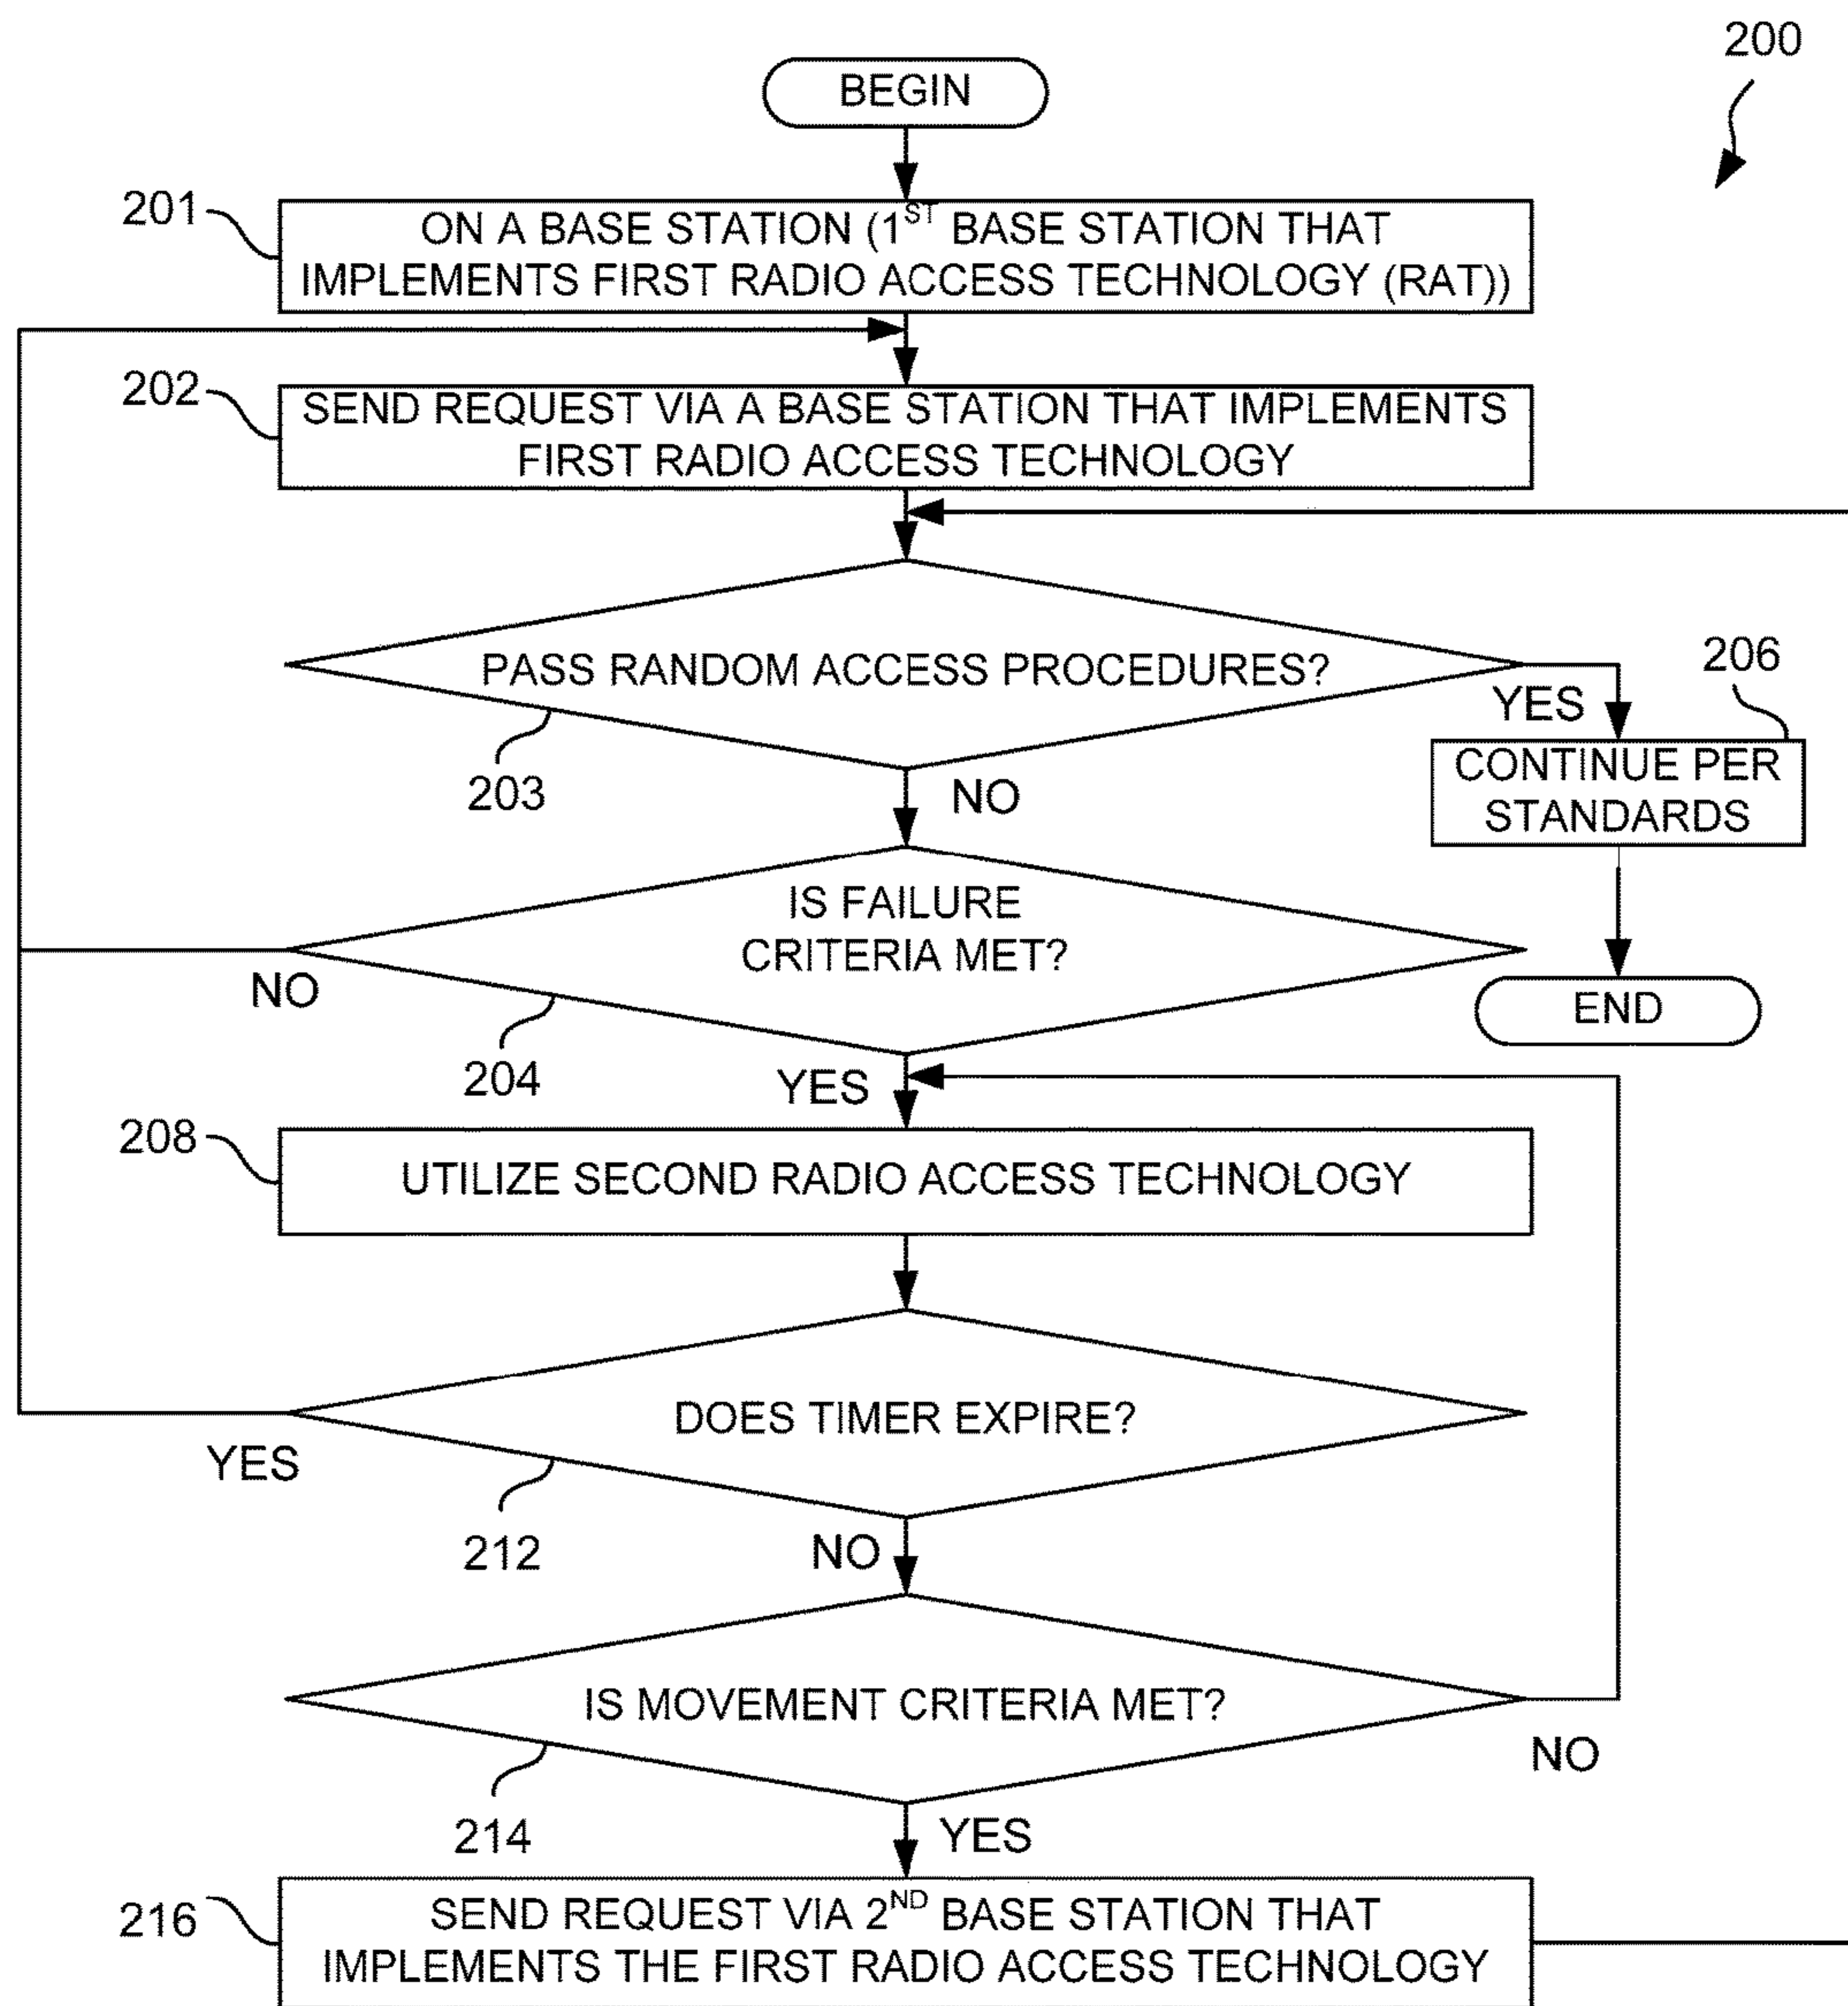 200
BEGIN
201
ON A BASE STATION (1ST BASE STATION THAT
IMPLEMENTS FIRST RADIO ACCESS TECHNOLOGY (RAT))
202
SEND REQUEST VIA A BASE STATION THAT IMPLEMENTS
FIRST RADIO ACCESS TECHNOLOGY
PASS RANDOM ACCESS PROCEDURES?
203
YES
206
CONTINUE PER
STANDARDS
END
NO
IS FAILURE
CRITERIA MET?
NO
204
YES
208
UTILIZE SECOND RADIO ACCESS TECHNOLOGY
DOES TIMER EXPIRE?
YES
212
NO
IS MOVEMENT CRITERIA MET?
NO
214
YES
216
SEND REQUEST VIA 2ND BASE STATION THAT
IMPLEMENTS THE FIRST RADIO ACCESS TECHNOLOGY